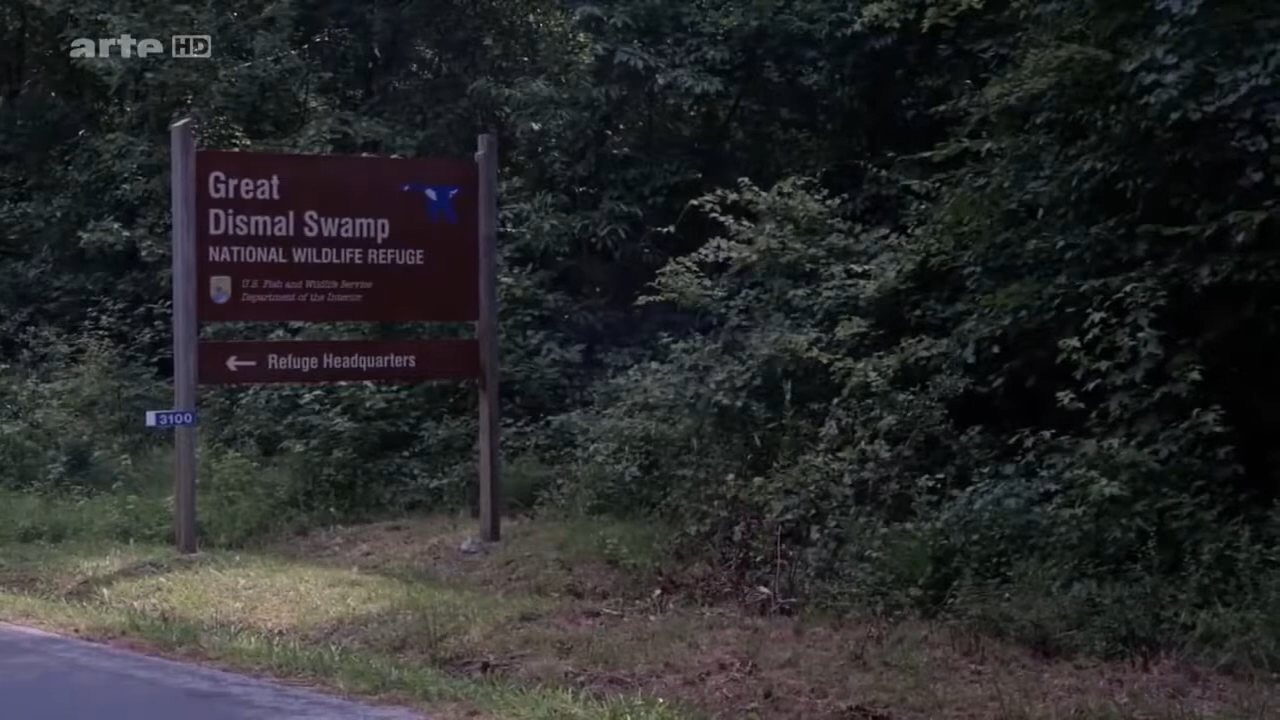 arte HD
Great
Dismal Swamp
NATIONAL WILDLIFE REFUGE
U.S. Fish and Wildlife Service
Department of the Interior
← Refuge Headquarters
3100